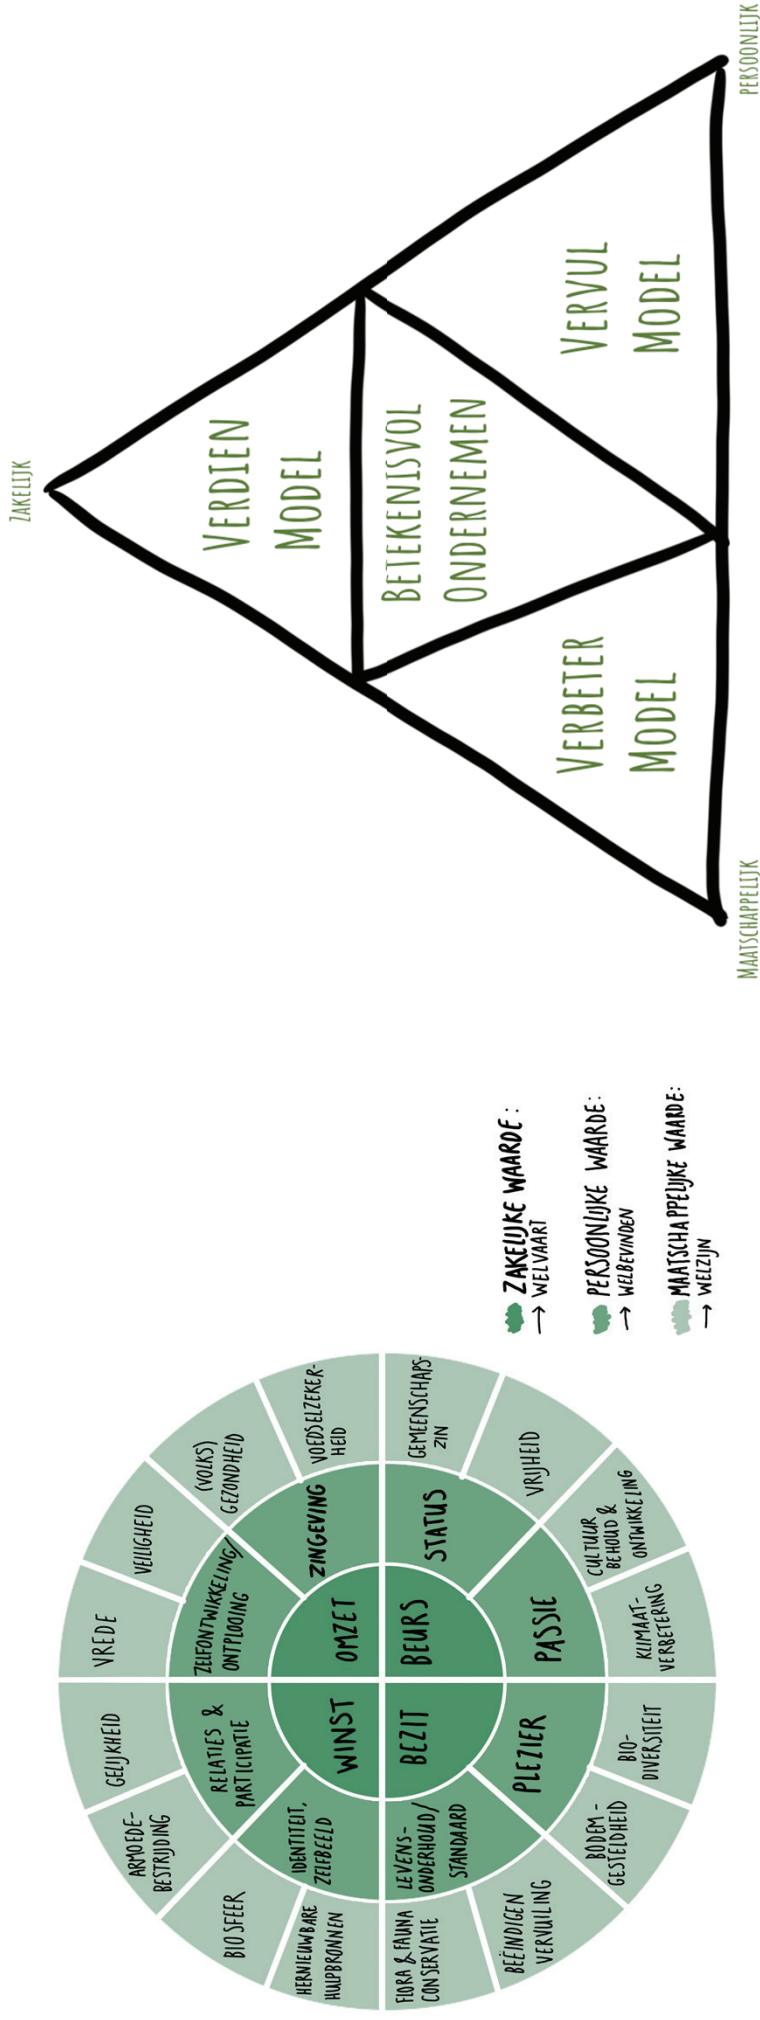 WINST
OMZET
BEZIT
BEURS
RELATIES &
PARTICIPATIE
ZELFONTWIKKELING/
ONTPLOOIING
IDENTITEIT,
ZELFBEELD
ZINGEVING
LEVENS-
ONDERHOUD/
STANDAARD
STATUS
PLEZIER
PASSIE
GELIJKHEID
VREDE
VEILIGHEID
(VOLKS)
GEZONDHEID
VOEDSELZEKER-
HEID
GEMEENSCHAPS-
ZIN
VRIJHEID
CULTUUR
BEHOUD &
ONTWIKKELING
KLIMAAT-
VERBETERING
BIO-
DIVERSITEIT
BODEM-
GESTELDHEID
BEËINDIGEN
VERVUILING
FLORA & FAUNA
CONSERVATIE
HERNIEUWBARE
HULPBRONNEN
BIOSFEER
ARMOEDE-
BESTRIJDING
ZAKELIJKE WAARDE:
→ WELVAART
PERSOONLIJKE WAARDE:
→ WELBEVINDEN
MAATSCHAPPELIJKE WAARDE:
→ WELZIJN
ZAKELIJK
VERDIEN
MODEL
BETEKENISVOL
ONDERNEMEN
VERBETER
MODEL
VERVUL
MODEL
MAATSCHAPPELIJK
PERSOONLIJK